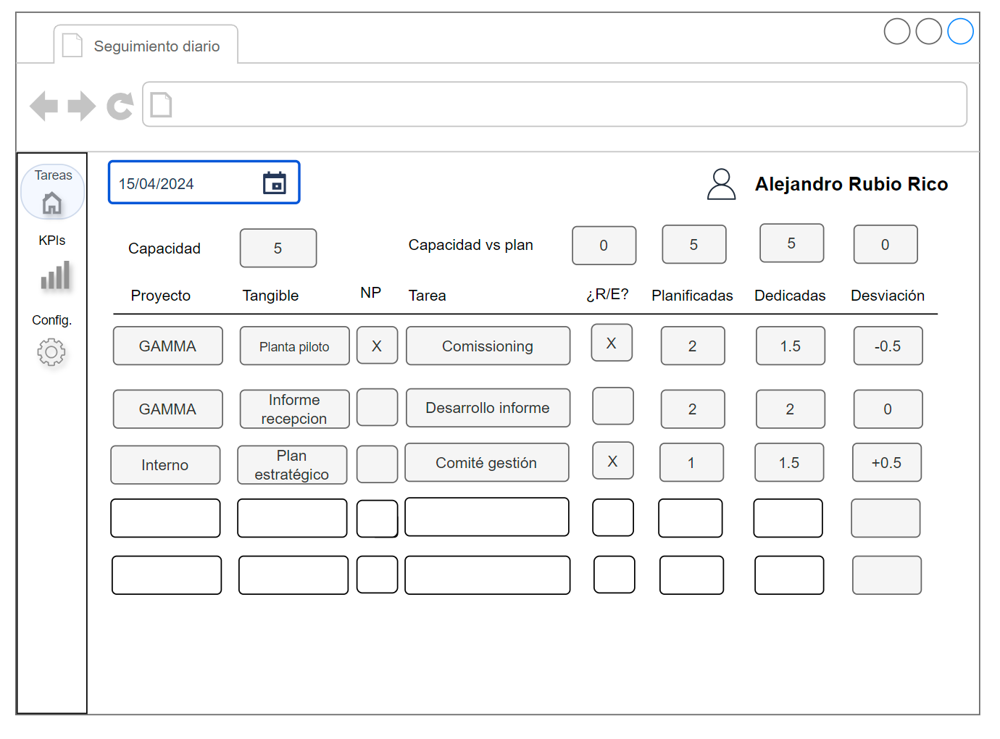 Seguimiento diario
Tareas
KPIs
Config.
15/04/2024
Alejandro Rubio Rico
Capacidad 5 Capacidad vs plan 0 5 5 0
Proyecto Tangible NP Tarea ¿R/E? Planificadas Dedicadas Desviación
GAMMA Planta piloto X Comissioning X 2 1.5 -0.5
GAMMA Informe recepcion Desarrollo informe 2 2 0
Interno Plan estratégico Comité gestión X 1 1.5 +0.5